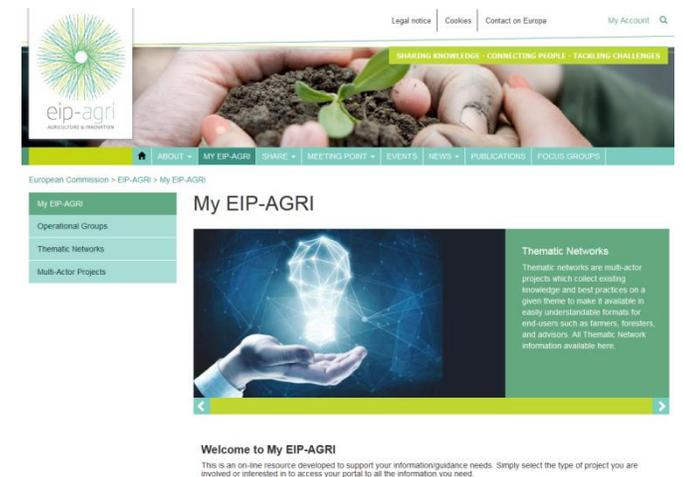 Legal notice Cookies Contact on Europa My Account
SHARING KNOWLEDGE - CONNECTING PEOPLE - TACKLING CHALLENGES
eip-agri
AGRICULTURE & INNOVATION
ABOUT MY EIP-AGRI SHARE MEETING POINT EVENTS NEWS PUBLICATIONS FOCUS GROUPS
European Commission > EIP-AGRI > My EIP-AGRI
My EIP-AGRI
Operational Groups
Thematic Networks
Multi-Actor Projects
My EIP-AGRI
Thematic Networks
Thematic networks are multi-actor
projects which collect existing
knowledge and best practices on a
given theme to make it available in
easily understandable formats for
end-users such as farmers, foresters,
and advisors. All Thematic Network
information available here.
Welcome to My EIP-AGRI
This is an on-line resource developed to support your information/guidance needs. Simply select the type of project you are
involved or interested in to access your portal to all the information you need.